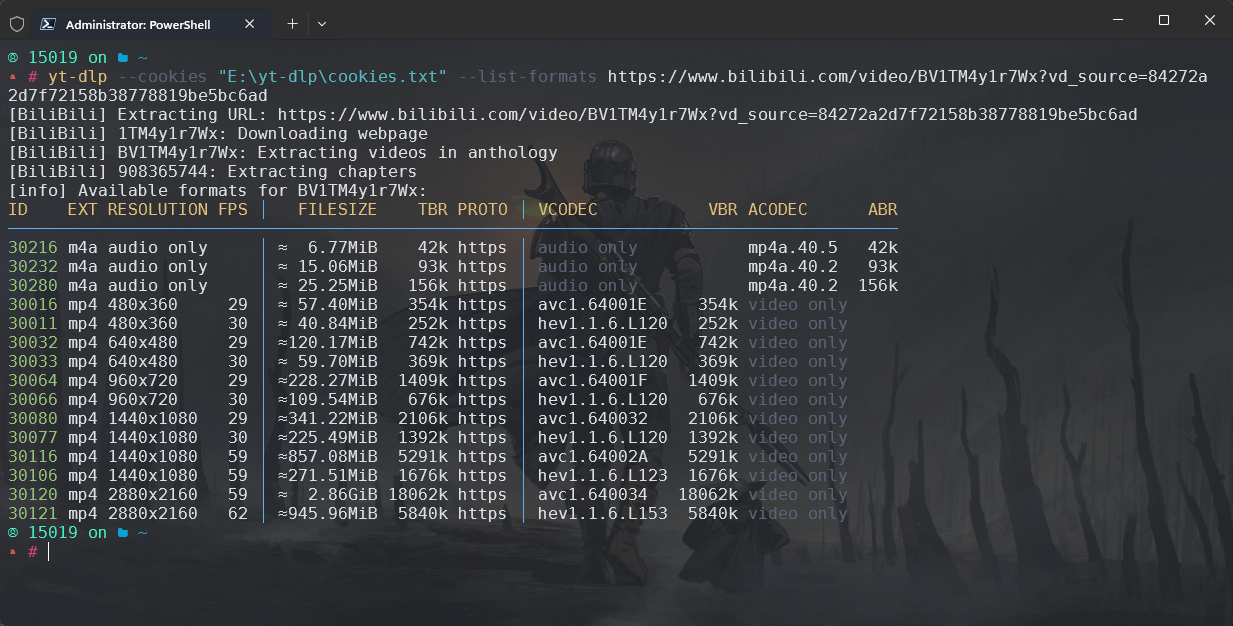 Administrator: PowerShell
15019 on ~
# yt-dlp --cookies "E:\yt-dlp\cookies.txt" --list-formats https://www.bilibili.com/video/BV1TM4y1r7Wx?vd_source=84272a
2d7f72158b38778819be5bc6ad
[BiliBili] Extracting URL: https://www.bilibili.com/video/BV1TM4y1r7Wx?vd_source=84272a2d7f72158b38778819be5bc6ad
[BiliBili] 1TM4y1r7Wx: Downloading webpage
[BiliBili] BV1TM4y1r7Wx: Extracting videos in anthology
[BiliBili] 908365744: Extracting chapters
[info] Available formats for BV1TM4y1r7Wx:
ID EXT RESOLUTION FPS │ FILESIZE TBR PROTO │ VCODEC VBR ACODEC ABR
30216 m4a audio only │ ≈ 6.77MiB 42k https │ audio only mp4a.40.5 42k
30232 m4a audio only │ ≈ 15.06MiB 93k https │ audio only mp4a.40.2 93k
30280 m4a audio only │ ≈ 25.25MiB 156k https │ audio only mp4a.40.2 156k
30016 mp4 480x360 29 │ ≈ 57.40MiB 354k https │ avc1.64001E 354k video only
30011 mp4 480x360 30 │ ≈ 40.84MiB 252k https │ hev1.1.6.L120 252k video only
30032 mp4 640x480 29 │ ≈120.17MiB 742k https │ avc1.64001E 742k video only
30033 mp4 640x480 30 │ ≈ 59.70MiB 369k https │ hev1.1.6.L120 369k video only
30064 mp4 960x720 29 │ ≈228.27MiB 1409k https │ avc1.64001F 1409k video only
30066 mp4 960x720 30 │ ≈109.54MiB 676k https │ hev1.1.6.L120 676k video only
30080 mp4 1440x1080 29 │ ≈341.22MiB 2106k https │ avc1.640032 2106k video only
30077 mp4 1440x1080 30 │ ≈225.49MiB 1392k https │ hev1.1.6.L120 1392k video only
30116 mp4 1440x1080 59 │ ≈857.08MiB 5291k https │ avc1.64002A 5291k video only
30106 mp4 1440x1080 59 │ ≈271.51MiB 1676k https │ hev1.1.6.L123 1676k video only
30120 mp4 2880x2160 59 │ ≈ 2.86GiB 18062k https │ avc1.640034 18062k video only
30121 mp4 2880x2160 62 │ ≈945.96MiB 5840k https │ hev1.1.6.L153 5840k video only
15019 on ~
#